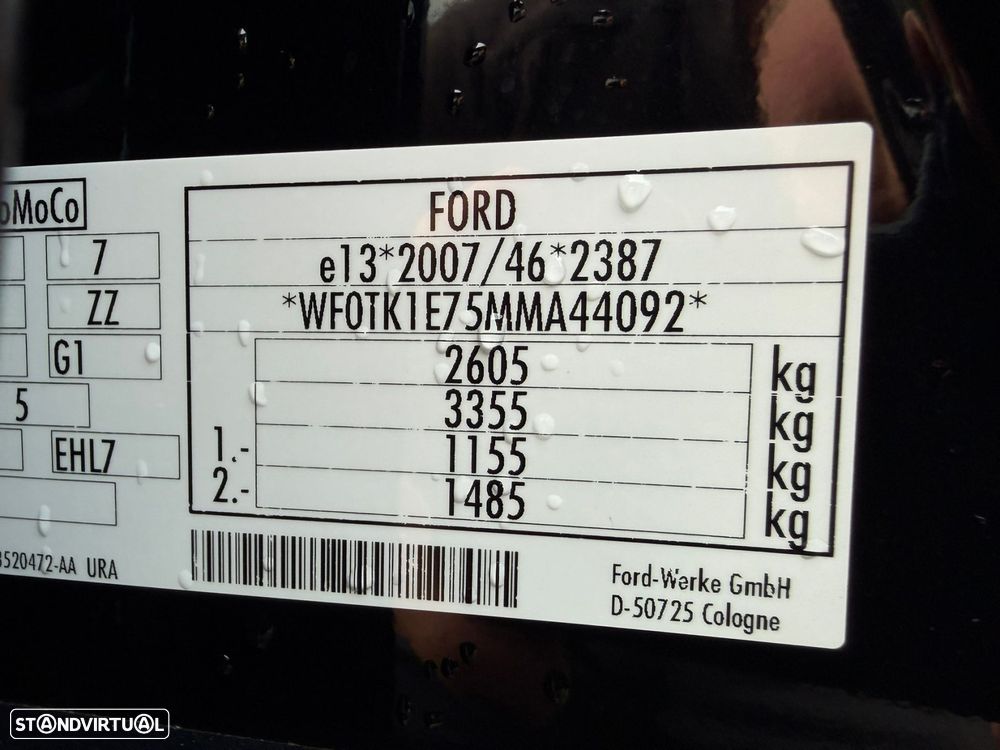 oMoCo
7
ZZ
G1
5
EHL7
3520472-AA URA
FORD
e13*2007/46*2387
*WF0TK1E75MMA44092*
2605 kg
3355 kg
1.- 1155 kg
2.- 1485 kg
Ford-Werke GmbH
D-50725 Cologne
STANDVIRTUAL